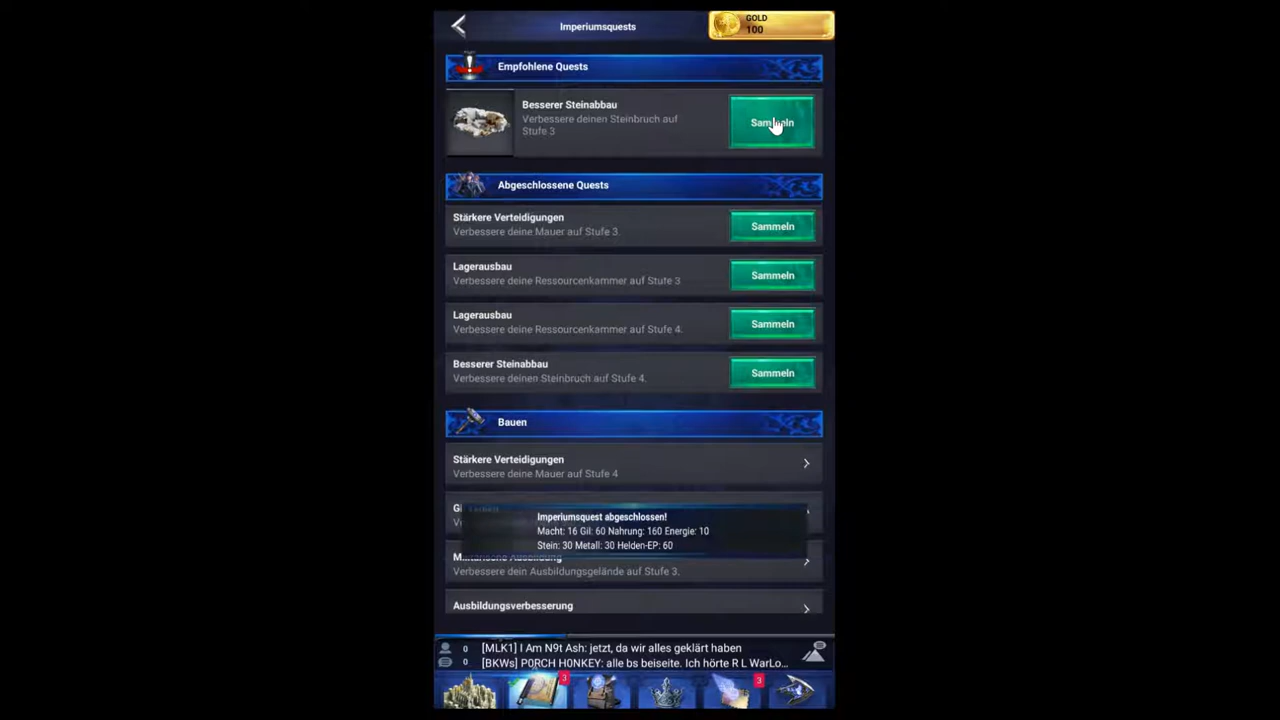 Imperiumsquests
GOLD
100
Empfohlene Quests
Besserer Steinabbau
Verbessere deinen Steinbruch auf
Stufe 3
Sammeln
Abgeschlossene Quests
Stärkere Verteidigungen
Verbessere deine Mauer auf Stufe 3.
Sammeln
Lagerausbau
Verbessere deine Ressourcenkammer auf Stufe 3
Sammeln
Lagerausbau
Verbessere deine Ressourcenkammer auf Stufe 4.
Sammeln
Besserer Steinabbau
Verbessere deinen Steinbruch auf Stufe 4.
Sammeln
Bauen
Stärkere Verteidigungen
Verbessere deine Mauer auf Stufe 4
Imperiumsquest abgeschlossen!
Macht: 16 Gil: 60 Nahrung: 160 Energie: 10
Stein: 30 Metall: 30 Helden-EP: 60
Militärische Ausbildung
Verbessere dein Ausbildungsgelände auf Stufe 3.
Ausbildungsverbesserung
0 [MLK1] I Am N9t Ash: jetzt, da wir alles geklärt haben
0 [BKWs] P0RCH H0NKEY: alle bs beiseite. Ich hörte R L WarLo...
3
3